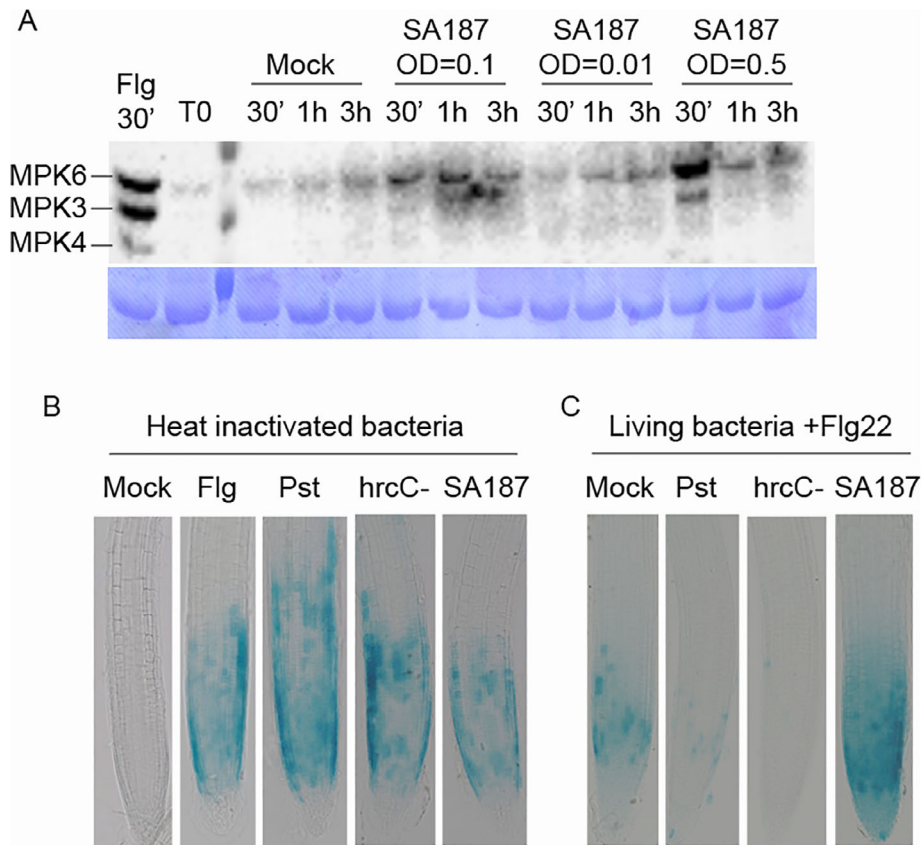 A
SA187 SA187 SA187
Mock OD=0.1 OD=0.01 OD=0.5
Flg
30’ T0 30’ 1h 3h 30’ 1h 3h 30’ 1h 3h 30’ 1h 3h
MPK6
MPK3
MPK4
B C
Heat inactivated bacteria Living bacteria +Flg22
Mock Flg Pst hrcC- SA187 Mock Pst hrcC- SA187